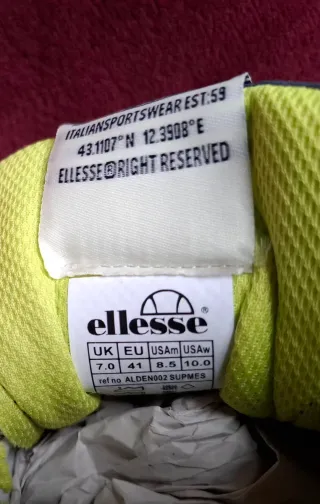 ITALIANSPORTSWEAR EST.59
43.1107°N 12.3908°E
ELLESSE®RIGHT RESERVED
ellesse®
UK EU USAm USAw
7.0 41 8.5 10.0
ref no ALDEN002 SUPMES